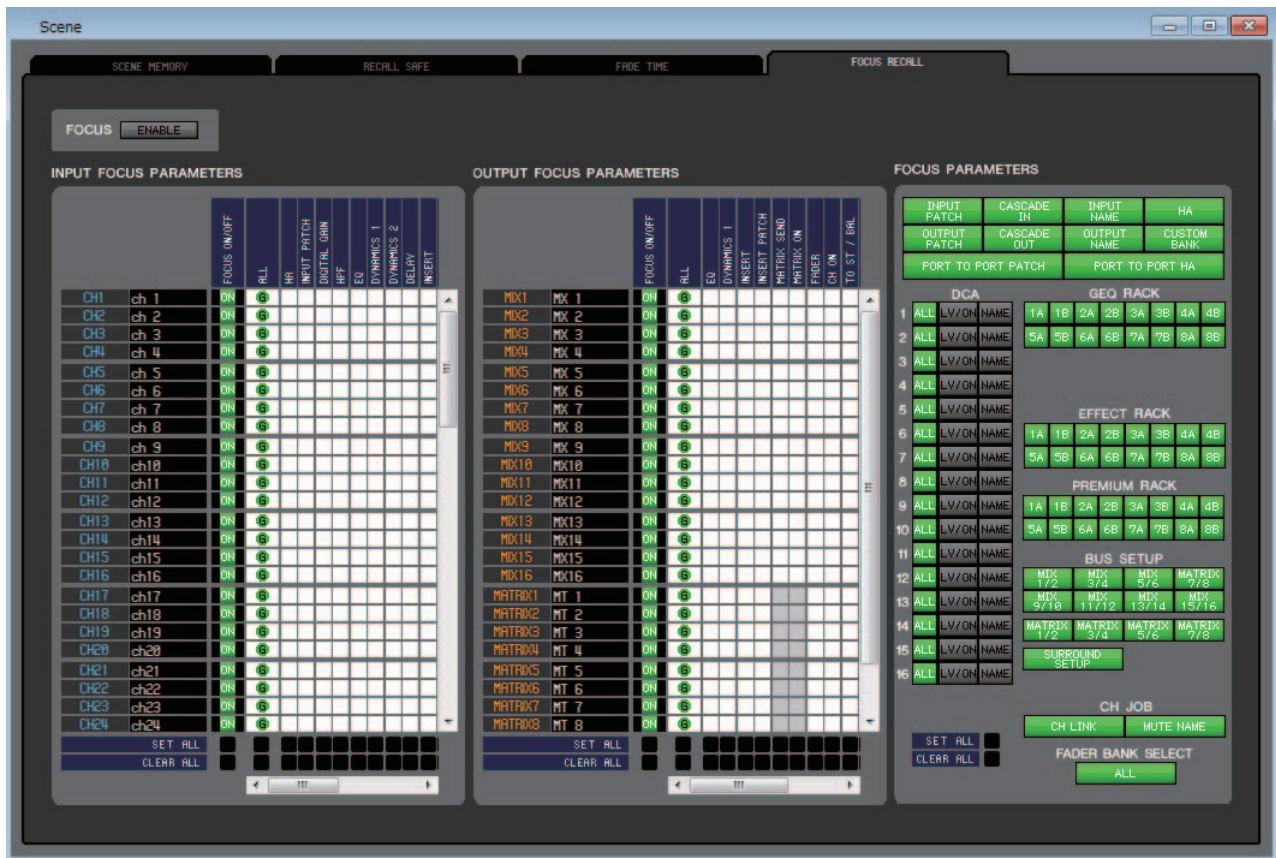 Scene
SCENE MEMORY
RECALL SAFE
FADE TIME
FOCUS RECALL
FOCUS ENABLE
INPUT FOCUS PARAMETERS
FOCUS ON/OFF
ALL
HA
INPUT PATCH
DIGITAL GAIN
HPF
EQ
DYNAMICS 1
DYNAMICS 2
DELAY
INSERT
CH1 ch 1 ON G
CH2 ch 2 ON G
CH3 ch 3 ON G
CH4 ch 4 ON G
CH5 ch 5 ON G
CH6 ch 6 ON G
CH7 ch 7 ON G
CH8 ch 8 ON G
CH9 ch 9 ON G
CH10 ch10 ON G
CH11 ch11 ON G
CH12 ch12 ON G
CH13 ch13 ON G
CH14 ch14 ON G
CH15 ch15 ON G
CH16 ch16 ON G
CH17 ch17 ON G
CH18 ch18 ON G
CH19 ch19 ON G
CH20 ch20 ON G
CH21 ch21 ON G
CH22 ch22 ON G
CH23 ch23 ON G
CH24 ch24 ON G
SET ALL
CLEAR ALL
OUTPUT FOCUS PARAMETERS
FOCUS ON/OFF
ALL
EQ
DYNAMICS 1
INSERT
INSERT PATCH
MATRIX SEND
MATRIX ON
FADER
CH ON
TO ST / BAL
MIX1 MX 1 ON G
MIX2 MX 2 ON G
MIX3 MX 3 ON G
MIX4 MX 4 ON G
MIX5 MX 5 ON G
MIX6 MX 6 ON G
MIX7 MX 7 ON G
MIX8 MX 8 ON G
MIX9 MX 9 ON G
MIX10 MX10 ON G
MIX11 MX11 ON G
MIX12 MX12 ON G
MIX13 MX13 ON G
MIX14 MX14 ON G
MIX15 MX15 ON G
MIX16 MX16 ON G
MATRIX1 MT 1 ON G
MATRIX2 MT 2 ON G
MATRIX3 MT 3 ON G
MATRIX4 MT 4 ON G
MATRIX5 MT 5 ON G
MATRIX6 MT 6 ON G
MATRIX7 MT 7 ON G
MATRIX8 MT 8 ON G
SET ALL
CLEAR ALL
FOCUS PARAMETERS
INPUT PATCH CASCADE IN INPUT NAME HA
OUTPUT PATCH CASCADE OUT OUTPUT NAME CUSTOM BANK
PORT TO PORT PATCH PORT TO PORT HA
DCA
1 ALL LV/ON NAME
2 ALL LV/ON NAME
3 ALL LV/ON NAME
4 ALL LV/ON NAME
5 ALL LV/ON NAME
6 ALL LV/ON NAME
7 ALL LV/ON NAME
8 ALL LV/ON NAME
9 ALL LV/ON NAME
10 ALL LV/ON NAME
11 ALL LV/ON NAME
12 ALL LV/ON NAME
13 ALL LV/ON NAME
14 ALL LV/ON NAME
15 ALL LV/ON NAME
16 ALL LV/ON NAME
SET ALL
CLEAR ALL
GEQ RACK
1A 1B 2A 2B 3A 3B 4A 4B
5A 5B 6A 6B 7A 7B 8A 8B
EFFECT RACK
1A 1B 2A 2B 3A 3B 4A 4B
5A 5B 6A 6B 7A 7B 8A 8B
PREMIUM RACK
1A 1B 2A 2B 3A 3B 4A 4B
5A 5B 6A 6B 7A 7B 8A 8B
BUS SETUP
MIX 1/2 MIX 3/4 MIX 5/6 MATRIX 7/8
MIX 9/10 MIX 11/12 MIX 13/14 MIX 15/16
MATRIX 1/2 MATRIX 3/4 MATRIX 5/6 MATRIX 7/8
SURROUND SETUP
CH JOB
CH LINK MUTE NAME
FADER BANK SELECT
ALL